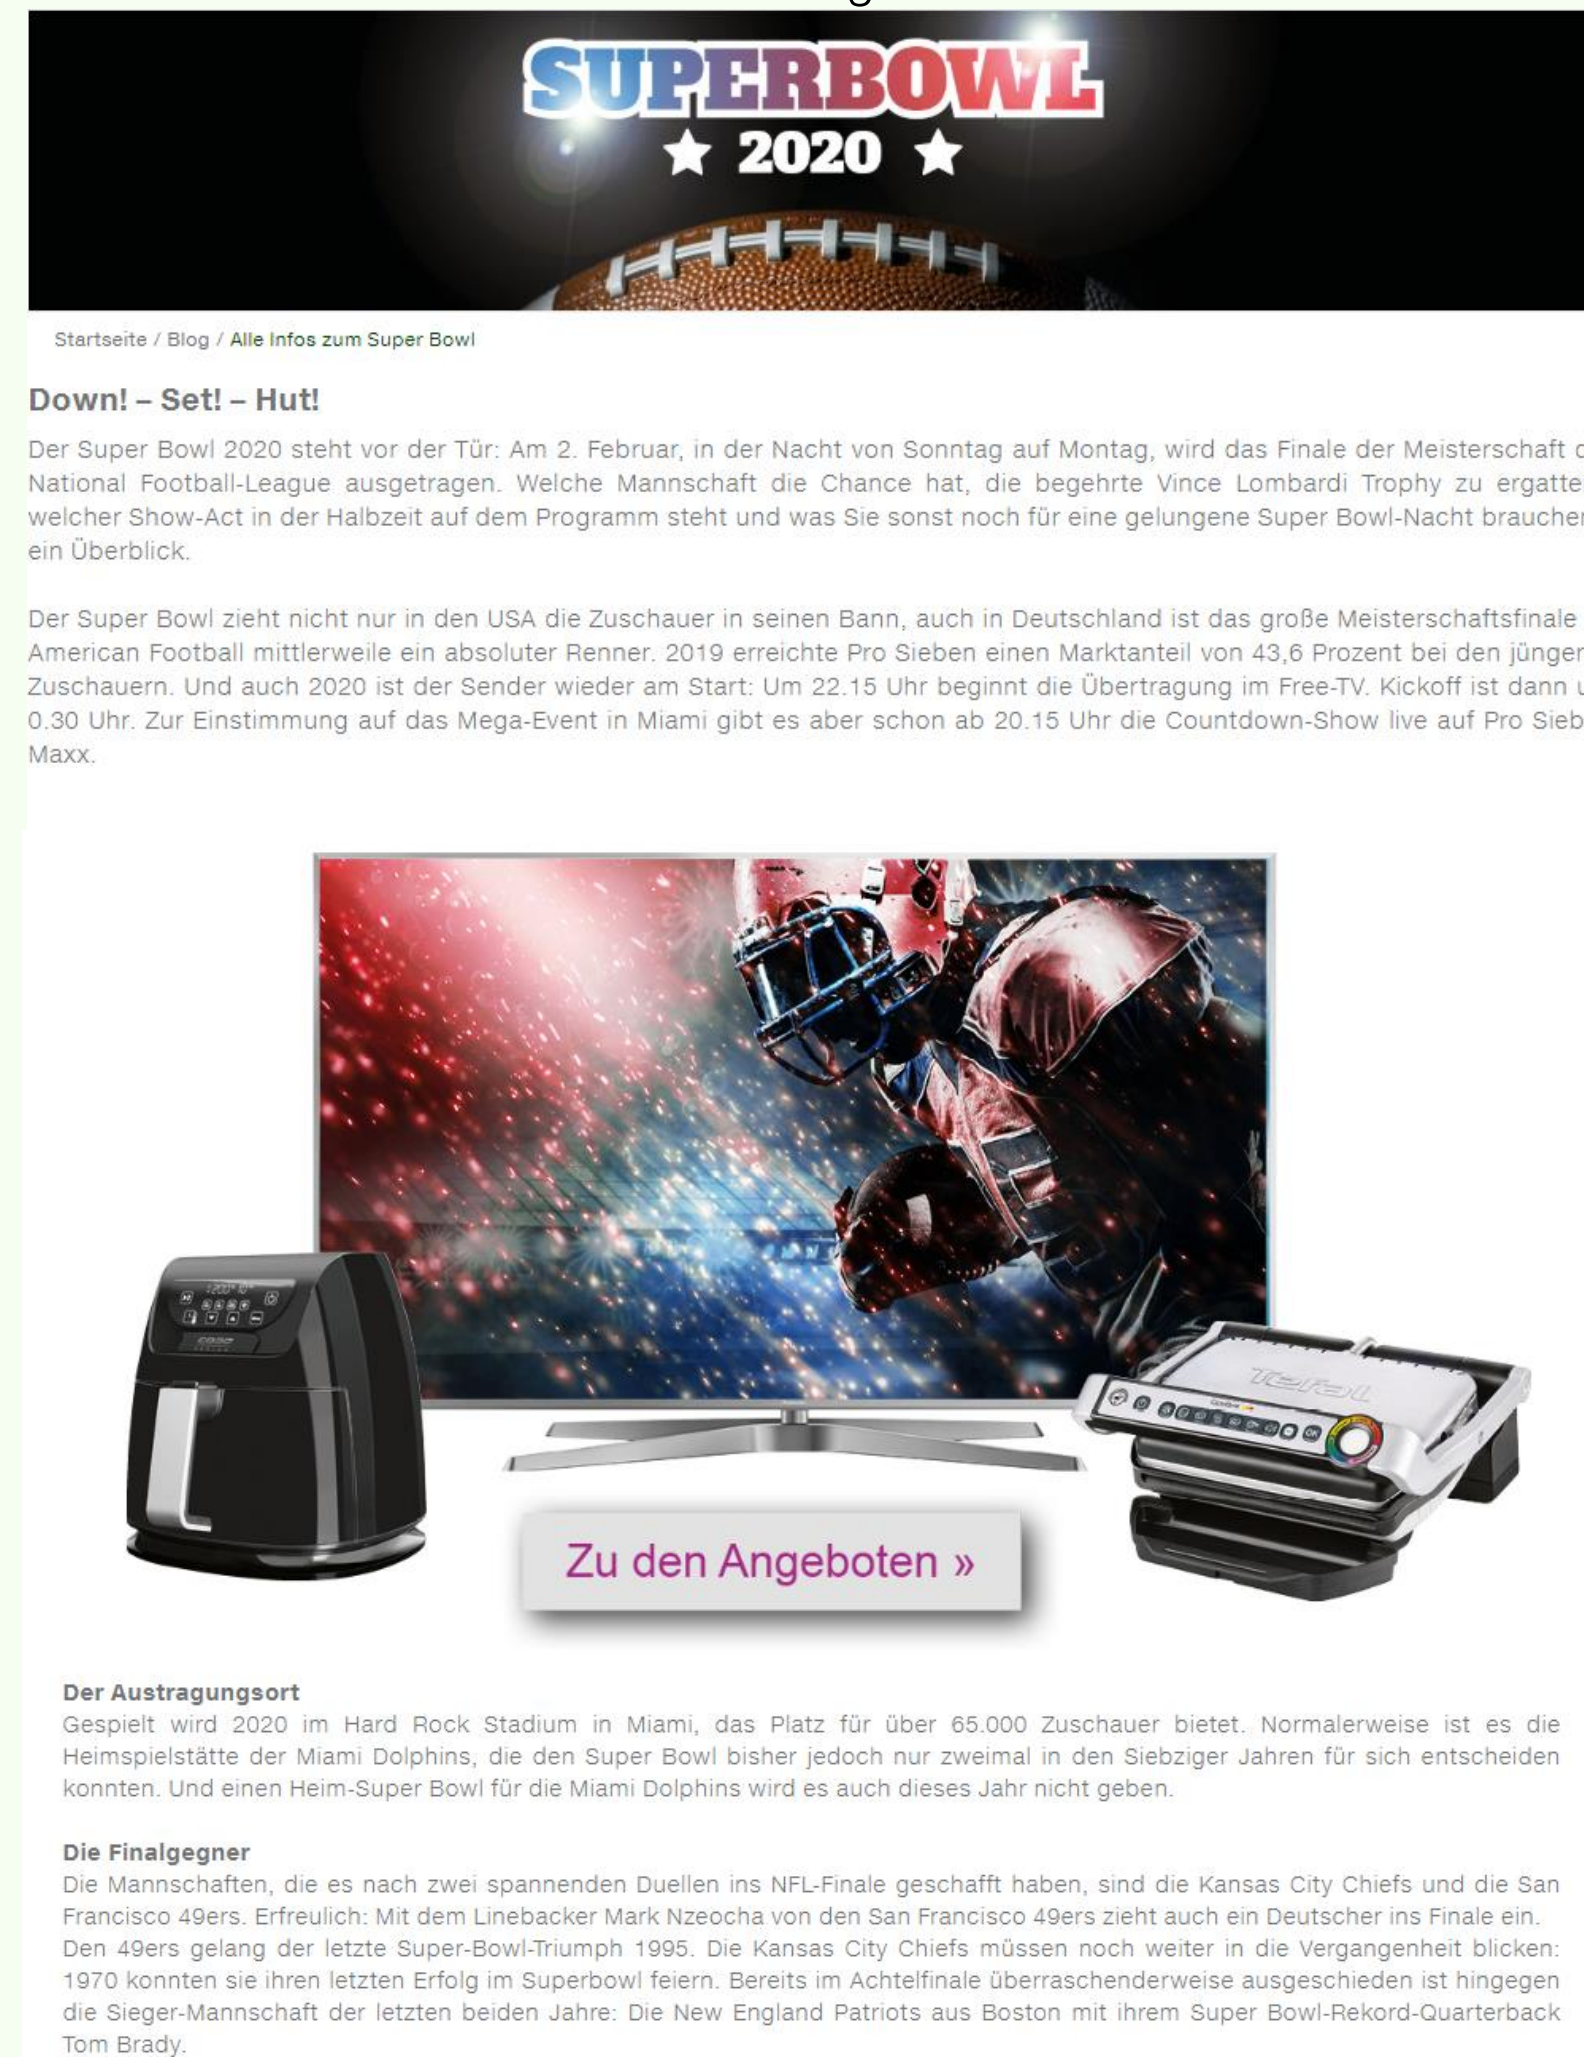 SUPERBOWL
★ 2020 ★
Startseite / Blog / Alle Infos zum Super Bowl
Down! – Set! – Hut!
Der Super Bowl 2020 steht vor der Tür: Am 2. Februar, in der Nacht von Sonntag auf Montag, wird das Finale der Meisterschaft
National Football-League ausgetragen. Welche Mannschaft die Chance hat, die begehrte Vince Lombardi Trophy zu ergatte
welcher Show-Act in der Halbzeit auf dem Programm steht und was Sie sonst noch für eine gelungene Super Bowl-Nacht brauchen
ein Überblick.
Der Super Bowl zieht nicht nur in den USA die Zuschauer in seinen Bann, auch in Deutschland ist das große Meisterschaftsfinale
American Football mittlerweile ein absoluter Renner. 2019 erreichte Pro Sieben einen Marktanteil von 43,6 Prozent bei den jünger
Zuschauern. Und auch 2020 ist der Sender wieder am Start: Um 22.15 Uhr beginnt die Übertragung im Free-TV. Kickoff ist dann
0.30 Uhr. Zur Einstimmung auf das Mega-Event in Miami gibt es aber schon ab 20.15 Uhr die Countdown-Show live auf Pro Sieb
Maxx.
Tefal
OK
Zu den Angeboten »
Der Austragungsort
Gespielt wird 2020 im Hard Rock Stadium in Miami, das Platz für über 65.000 Zuschauer bietet. Normalerweise ist es die
Heimspielstätte der Miami Dolphins, die den Super Bowl bisher jedoch nur zweimal in den Siebziger Jahren für sich entscheiden
konnten. Und einen Heim-Super Bowl für die Miami Dolphins wird es auch dieses Jahr nicht geben.
Die Finalgegner
Die Mannschaften, die es nach zwei spannenden Duellen ins NFL-Finale geschafft haben, sind die Kansas City Chiefs und die San
Francisco 49ers. Erfreulich: Mit dem Linebacker Mark Nzeocha von den San Francisco 49ers zieht auch ein Deutscher ins Finale ein.
Den 49ers gelang der letzte Super-Bowl-Triumph 1995. Die Kansas City Chiefs müssen noch weiter in die Vergangenheit blicken:
1970 konnten sie ihren letzten Erfolg im Superbowl feiern. Bereits im Achtelfinale überraschenderweise ausgeschieden ist hingegen
die Sieger-Mannschaft der letzten beiden Jahre: Die New England Patriots aus Boston mit ihrem Super Bowl-Rekord-Quarterback
Tom Brady.